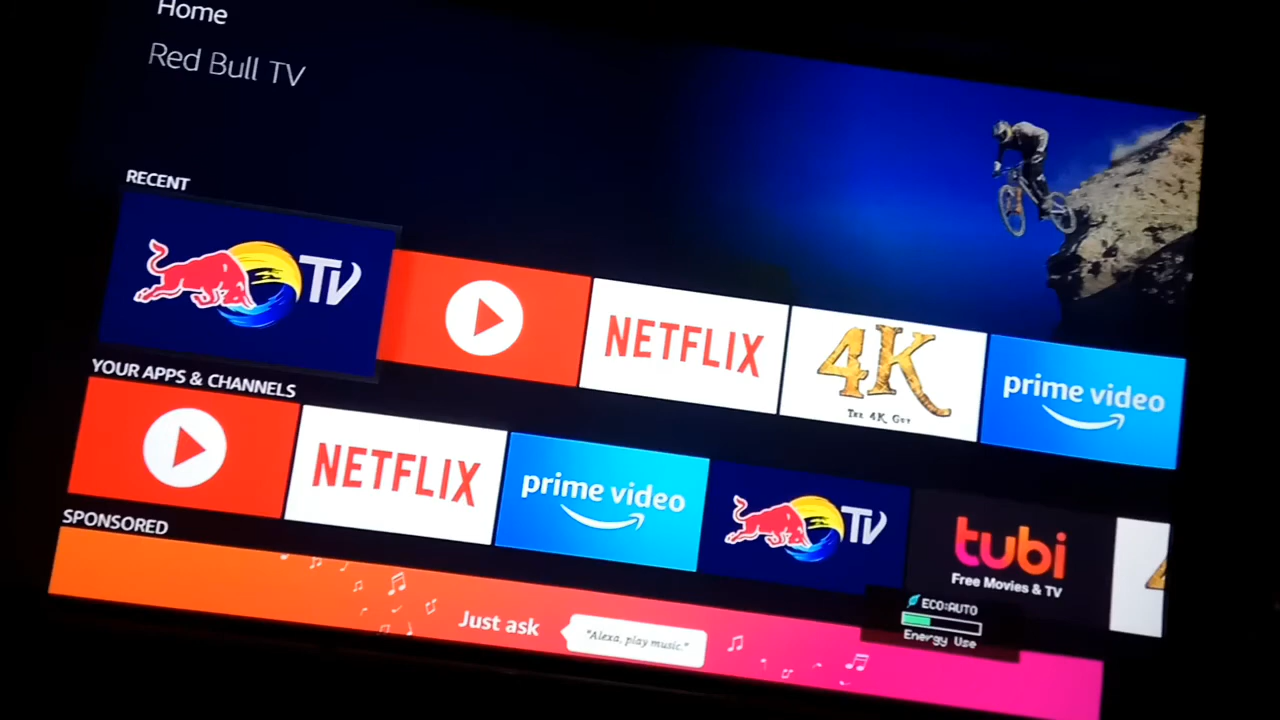 Home
Red Bull TV
RECENT
TV
NETFLIX
4K
The 4K Guy
prime video
YOUR APPS & CHANNELS
NETFLIX
prime video
TV
tubi
Free Movies & TV
SPONSORED
Just ask
"Alexa, play music."
ECO:AUTO
Energy Use